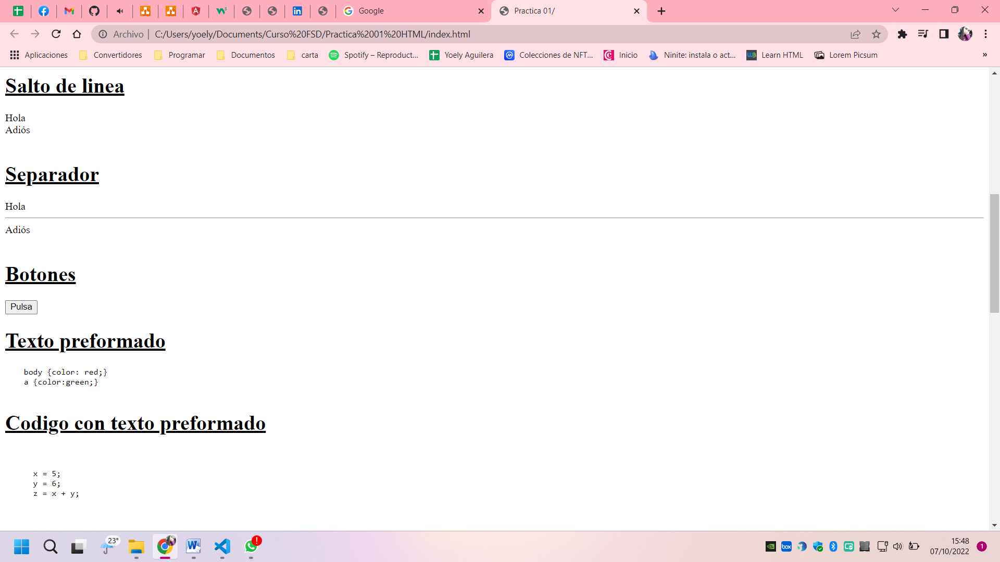 Google
Practica 01/
Archivo | C:/Users/yoely/Documents/Curso%20FSD/Practica%2001%20HTML/index.html
Aplicaciones Convertidores Programar Documentos carta Spotify – Reproduct... Yoely Aguilera Colecciones de NFT... Inicio Ninite: instala o act... Learn HTML Lorem Picsum »
Salto de linea
Hola
Adiós
Separador
Hola
Adiós
Botones
Pulsa
Texto preformado
body {color: red;}
a {color:green;}
Codigo con texto preformado
x = 5;
y = 6;
z = x + y;
23°
box
15:48
07/10/2022
1